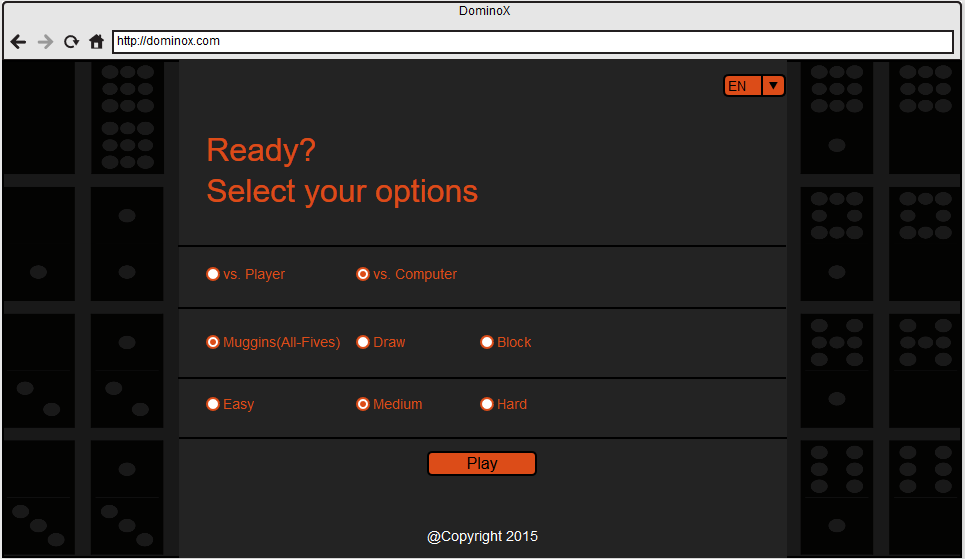 DominoX
http://dominox.com
EN
Ready?
Select your options
vs. Player vs. Computer
Muggins(All-Fives) Draw Block
Easy Medium Hard
Play
@Copyright 2015